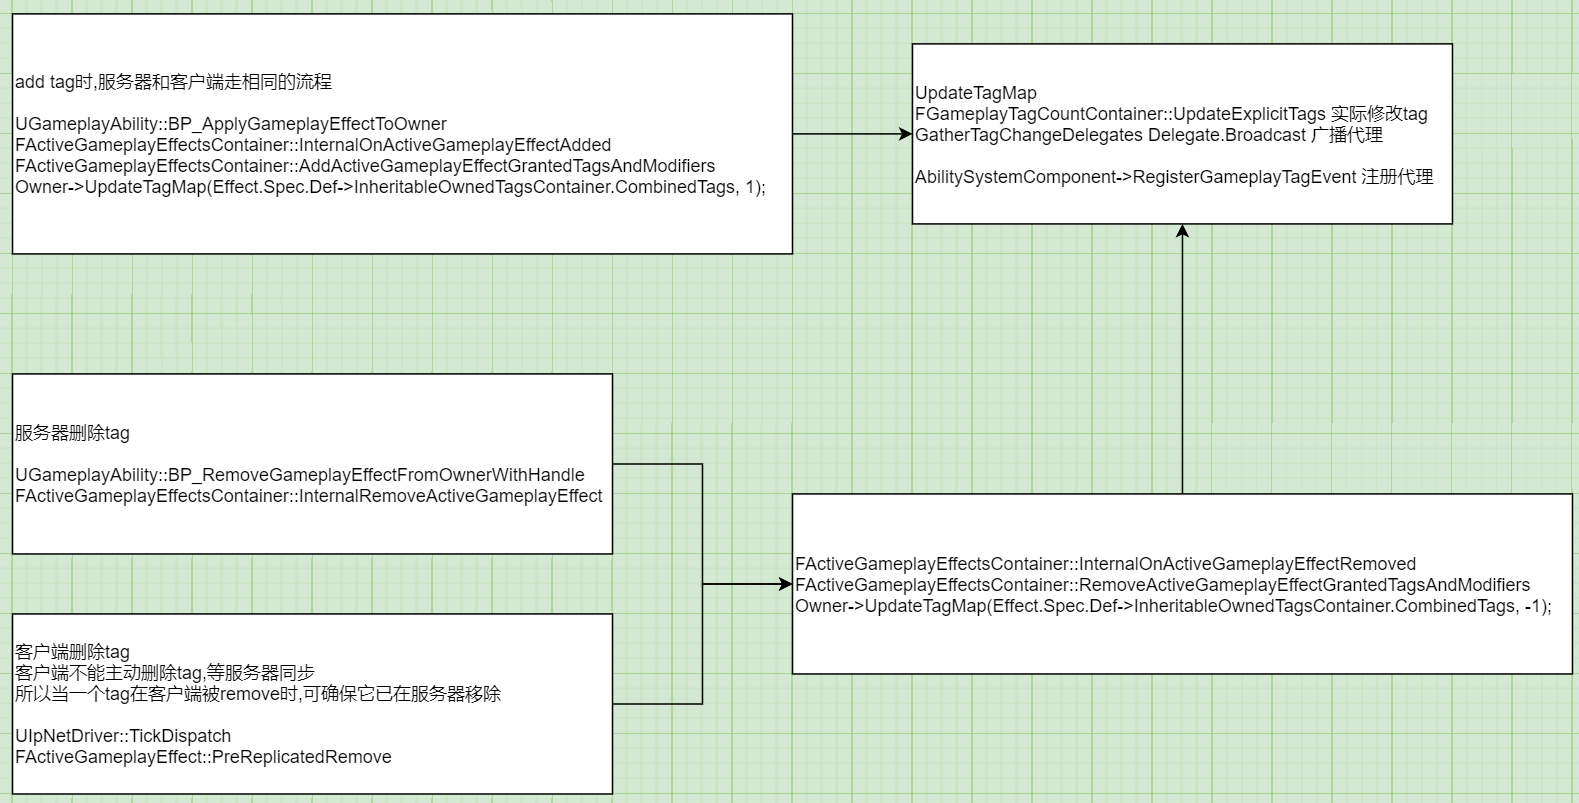 add tag时,服务器和客户端走相同的流程
UGameplayAbility::BP_ApplyGameplayEffectToOwner
FActiveGameplayEffectsContainer::InternalOnActiveGameplayEffectAdded
FActiveGameplayEffectsContainer::AddActiveGameplayEffectGrantedTagsAndModifiers
Owner->UpdateTagMap(Effect.Spec.Def->InheritableOwnedTagsContainer.CombinedTags, 1);
UpdateTagMap
FGameplayTagCountContainer::UpdateExplicitTags 实际修改tag
GatherTagChangeDelegates Delegate.Broadcast 广播代理
AbilitySystemComponent->RegisterGameplayTagEvent 注册代理
服务器删除tag
UGameplayAbility::BP_RemoveGameplayEffectFromOwnerWithHandle
FActiveGameplayEffectsContainer::InternalRemoveActiveGameplayEffect
客户端删除tag
客户端不能主动删除tag,等服务器同步
所以当一个tag在客户端被remove时,可确保它已在服务器移除
UIpNetDriver::TickDispatch
FActiveGameplayEffect::PreReplicatedRemove
FActiveGameplayEffectsContainer::InternalOnActiveGameplayEffectRemoved
FActiveGameplayEffectsContainer::RemoveActiveGameplayEffectGrantedTagsAndModifiers
Owner->UpdateTagMap(Effect.Spec.Def->InheritableOwnedTagsContainer.CombinedTags, -1);